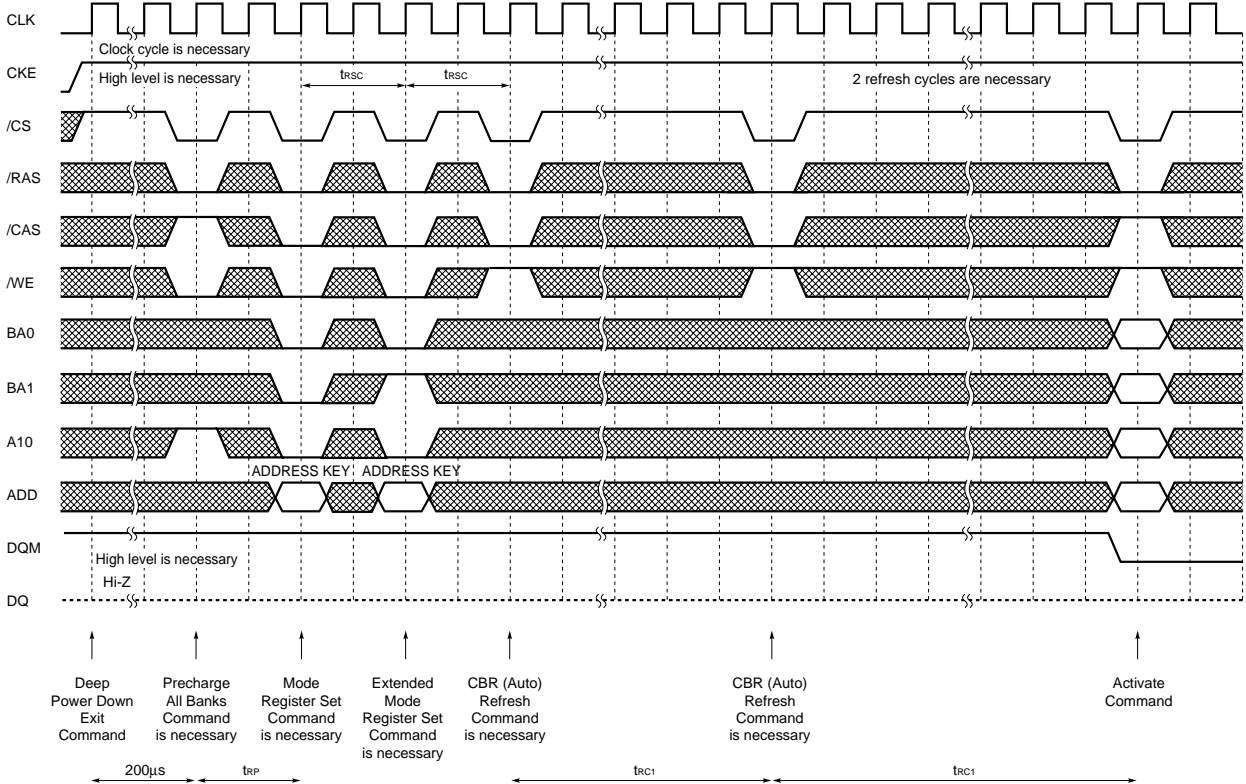 CLK
Clock cycle is necessary
CKE
High level is necessary
tRSC
tRSC
2 refresh cycles are necessary
/CS
/RAS
/CAS
/WE
BA0
BA1
A10
ADDRESS KEY
ADDRESS KEY
ADD
DQM
High level is necessary
Hi-Z
DQ
Deep
Power Down
Exit
Command
Precharge
All Banks
Command
is necessary
Mode
Register Set
Command
is necessary
Extended
Mode
Register Set
Command
is necessary
CBR (Auto)
Refresh
Command
is necessary
CBR (Auto)
Refresh
Command
is necessary
Activate
Command
200µs
tRP
tRC1
tRC1